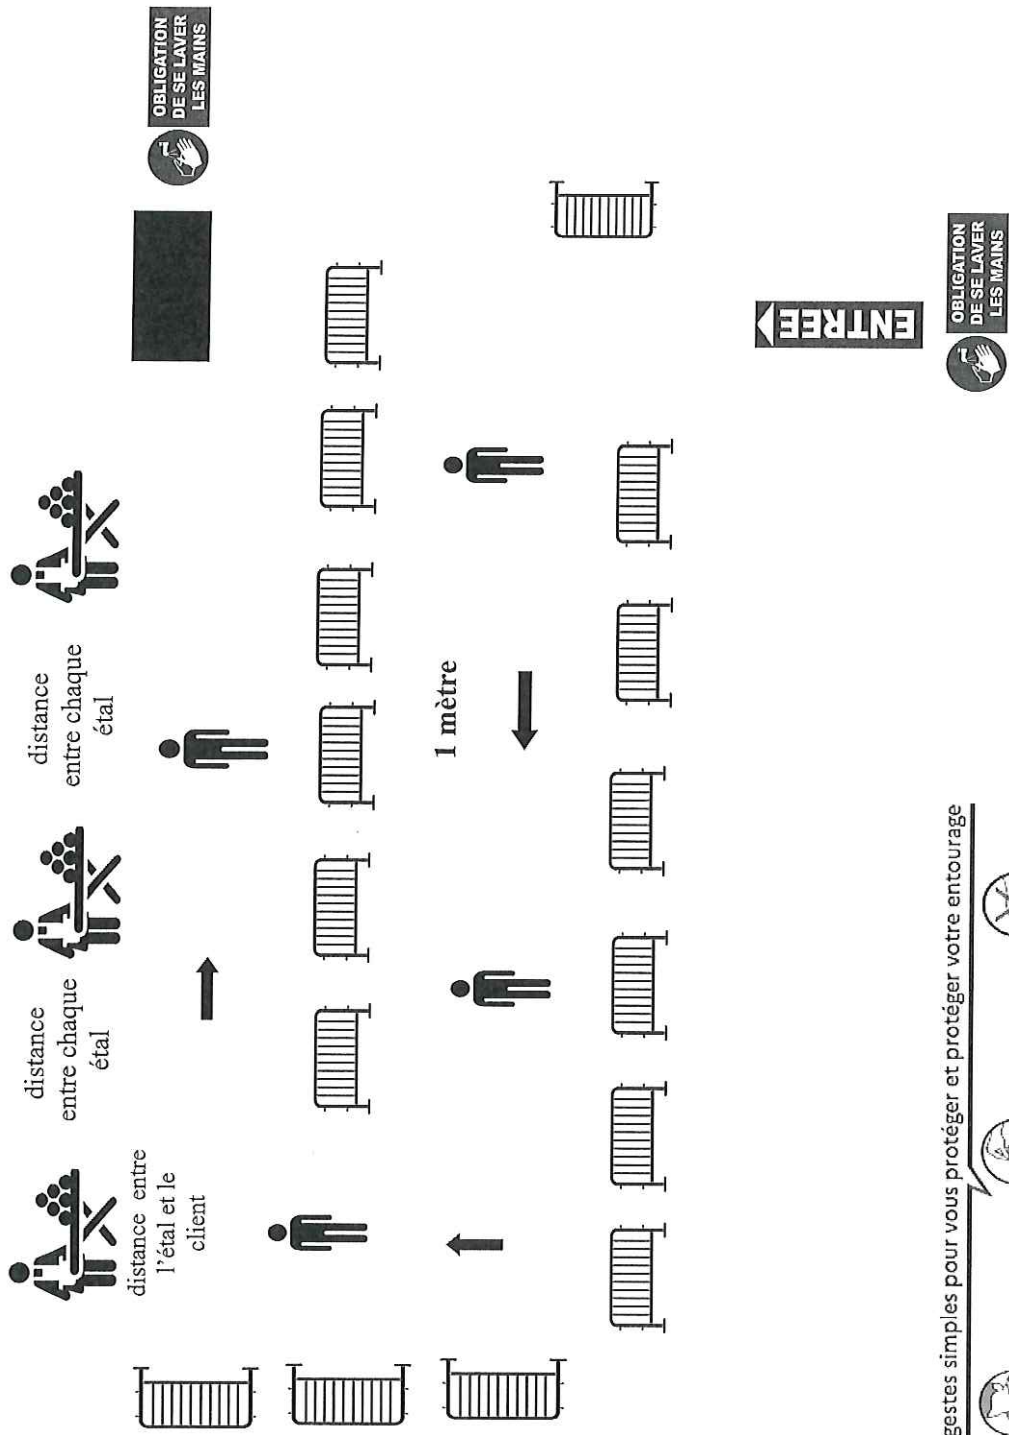 OBLIGATION
DE SE LAVER
LES MAINS
distance
entre chaque
étal
distance
entre chaque
étal
distance entre
l'étal et le
client
1 mètre
ENTREE
OBLIGATION
DE SE LAVER
LES MAINS
gestes simples pour vous protéger et protéger votre entourage